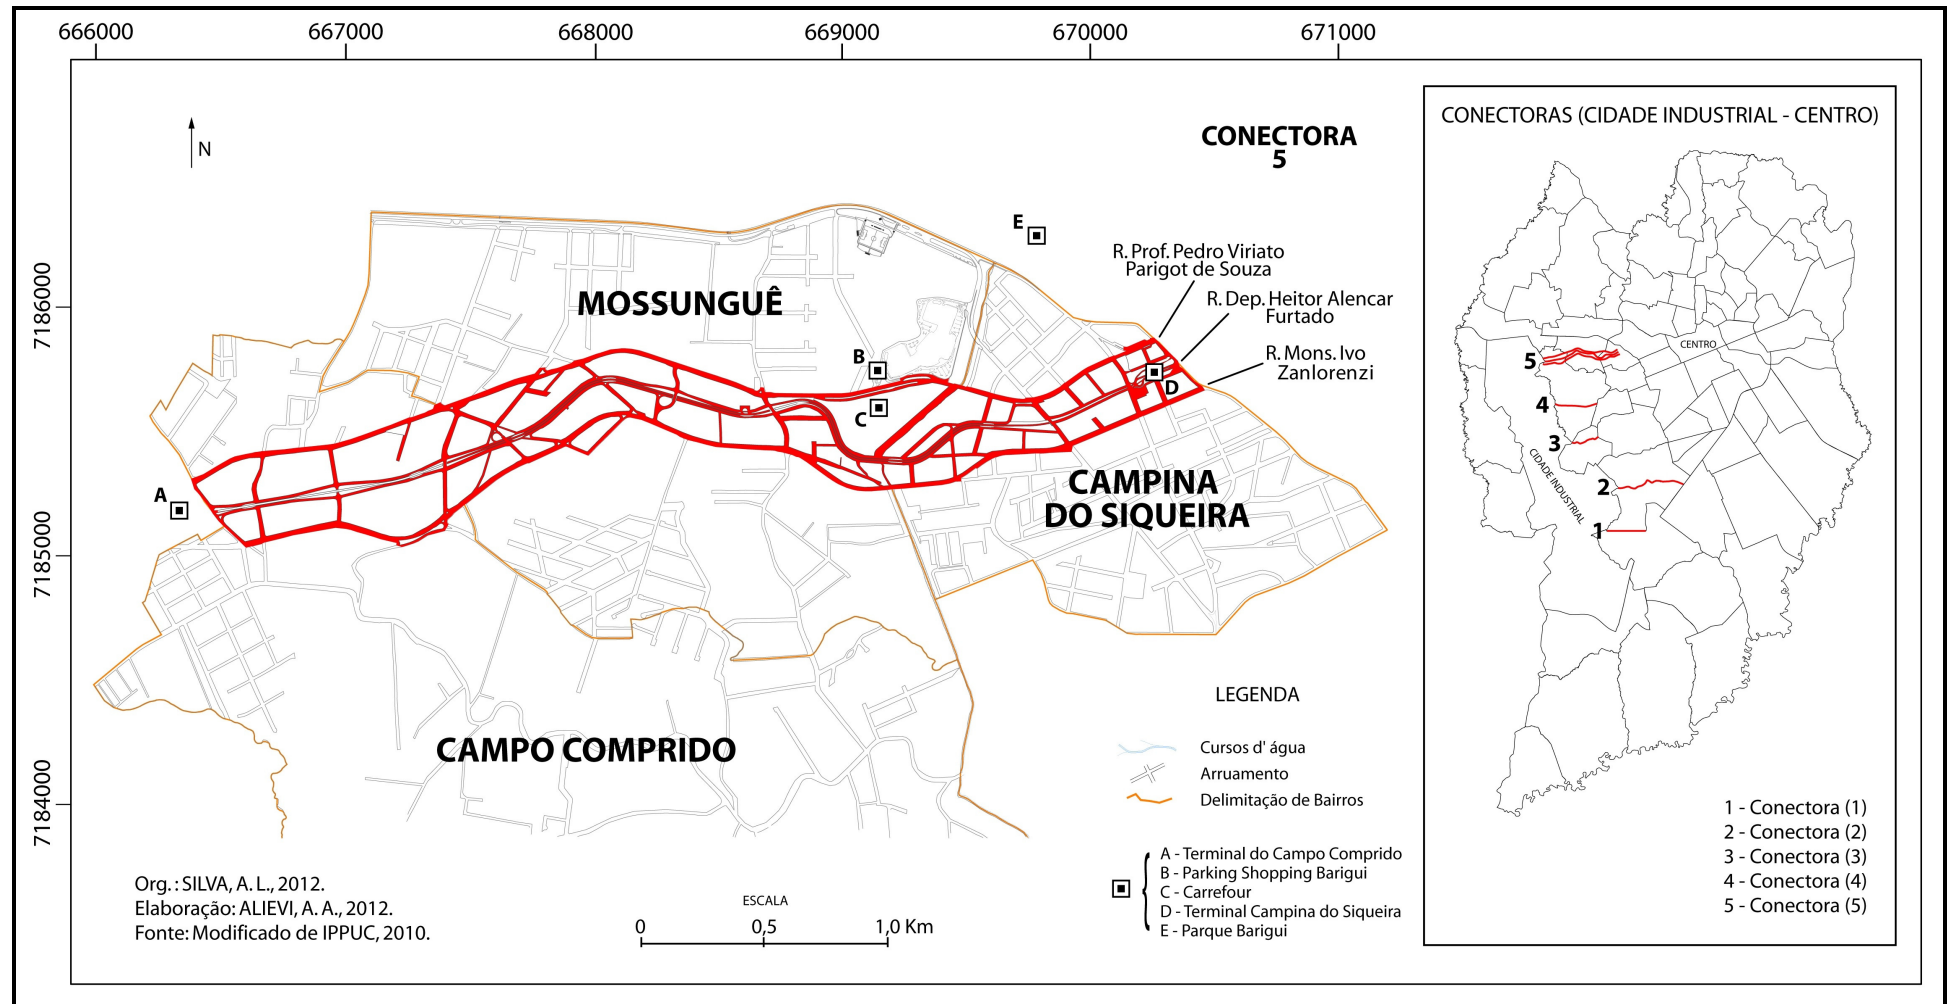 666000
667000
668000
669000
670000
671000
7186000
7185000
7184000
N
CONECTORA
5
E
R. Prof. Pedro Viriato
Parigot de Souza
R. Dep. Heitor Alencar
Furtado
R. Mons. Ivo
Zanlorenzi
MOSSUNGUÊ
B
C
D
A
CAMPINA
DO SIQUEIRA
CAMPO COMPRIDO
LEGENDA
Cursos d' água
Arruamento
Delimitação de Bairros
A - Terminal do Campo Comprido
B - Parking Shopping Barigui
C - Carrefour
D - Terminal Campina do Siqueira
E - Parque Barigui
Org. : SILVA, A. L., 2012.
Elaboração: ALIEVI, A. A., 2012.
Fonte: Modificado de IPPUC, 2010.
ESCALA
0
0,5
1,0 Km
CONECTORAS (CIDADE INDUSTRIAL - CENTRO)
CENTRO
5
4
3
CIDADE INDUSTRIAL
2
1
1 - Conectora (1)
2 - Conectora (2)
3 - Conectora (3)
4 - Conectora (4)
5 - Conectora (5)